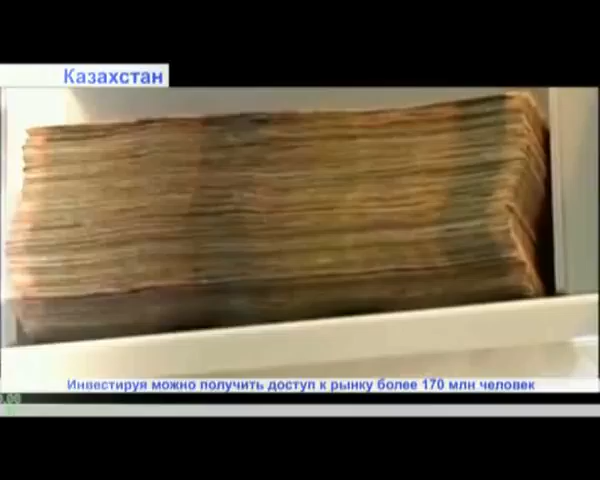 Казахстан
Инвестируя можно получить доступ к рынку более 170 млн человек